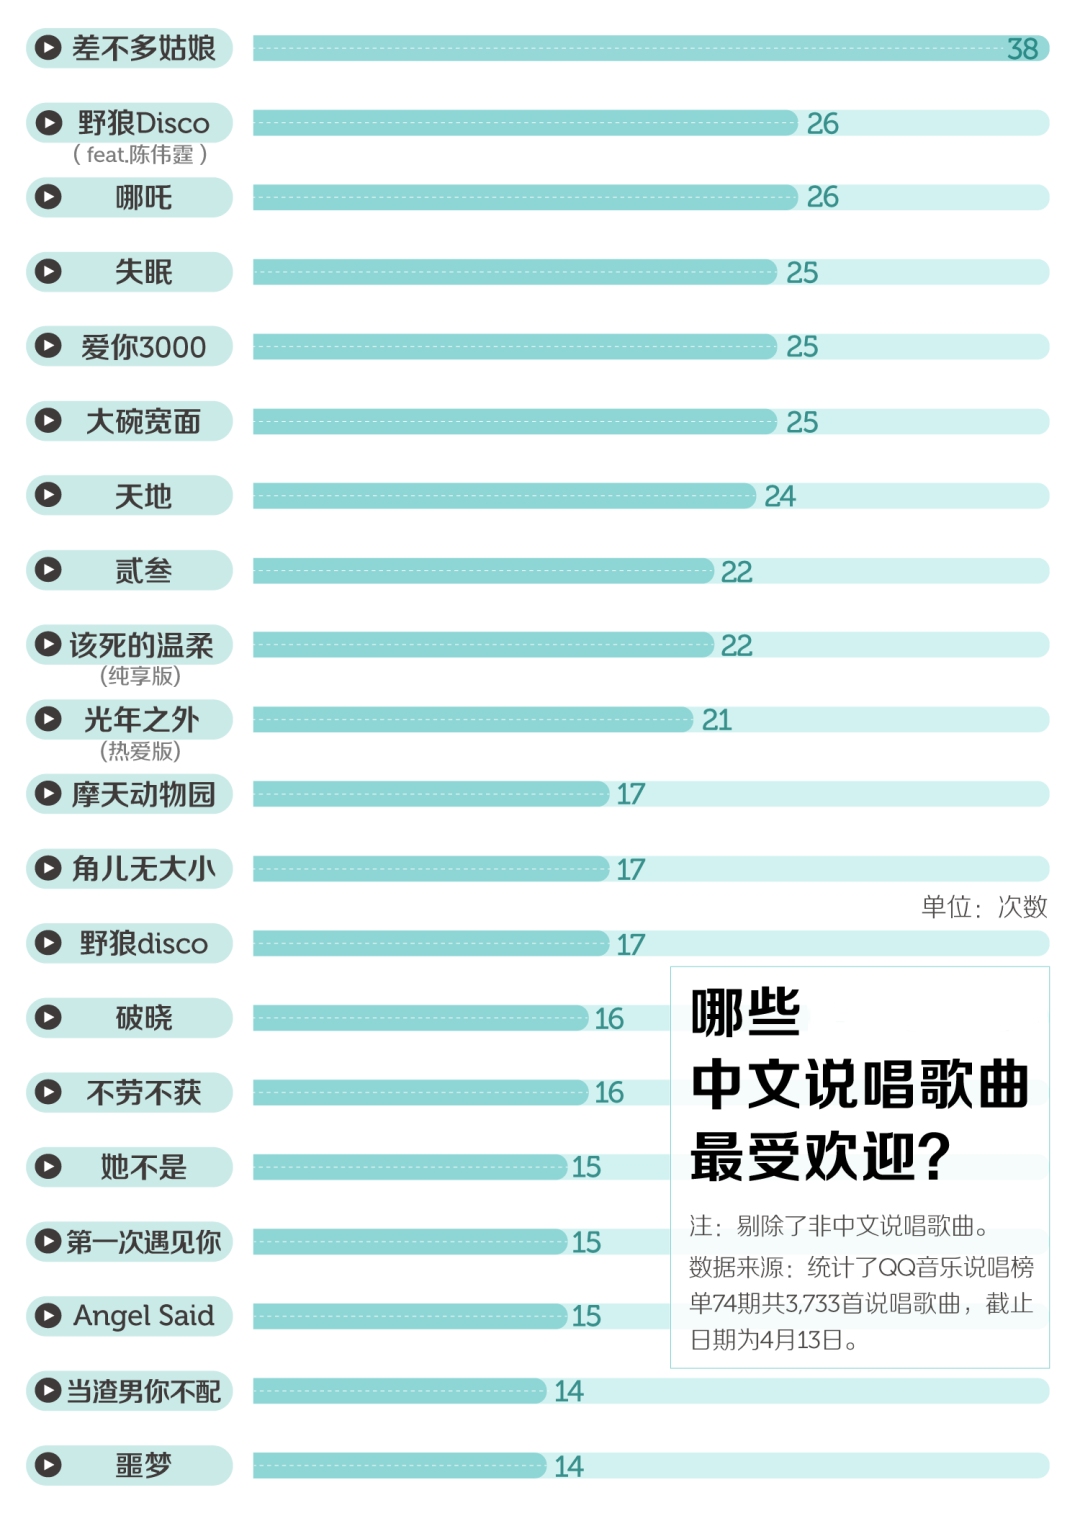 差不多姑娘 38
野狼Disco 26
（feat.陈伟霆）
哪吒 26
失眠 25
爱你3000 25
大碗宽面 25
天地 24
贰叁 22
该死的温柔 22
(纯享版)
光年之外 21
(热爱版)
摩天动物园 17
角儿无大小 17
单位：次数
野狼disco 17
破晓 16
不劳不获 16
她不是 15
第一次遇见你 15
Angel Said 15
当渣男你不配 14
噩梦 14
哪些
中文说唱歌曲
最受欢迎？
注：剔除了非中文说唱歌曲。
数据来源：统计了QQ音乐说唱榜
单74期共3,733首说唱歌曲，截止
日期为4月13日。